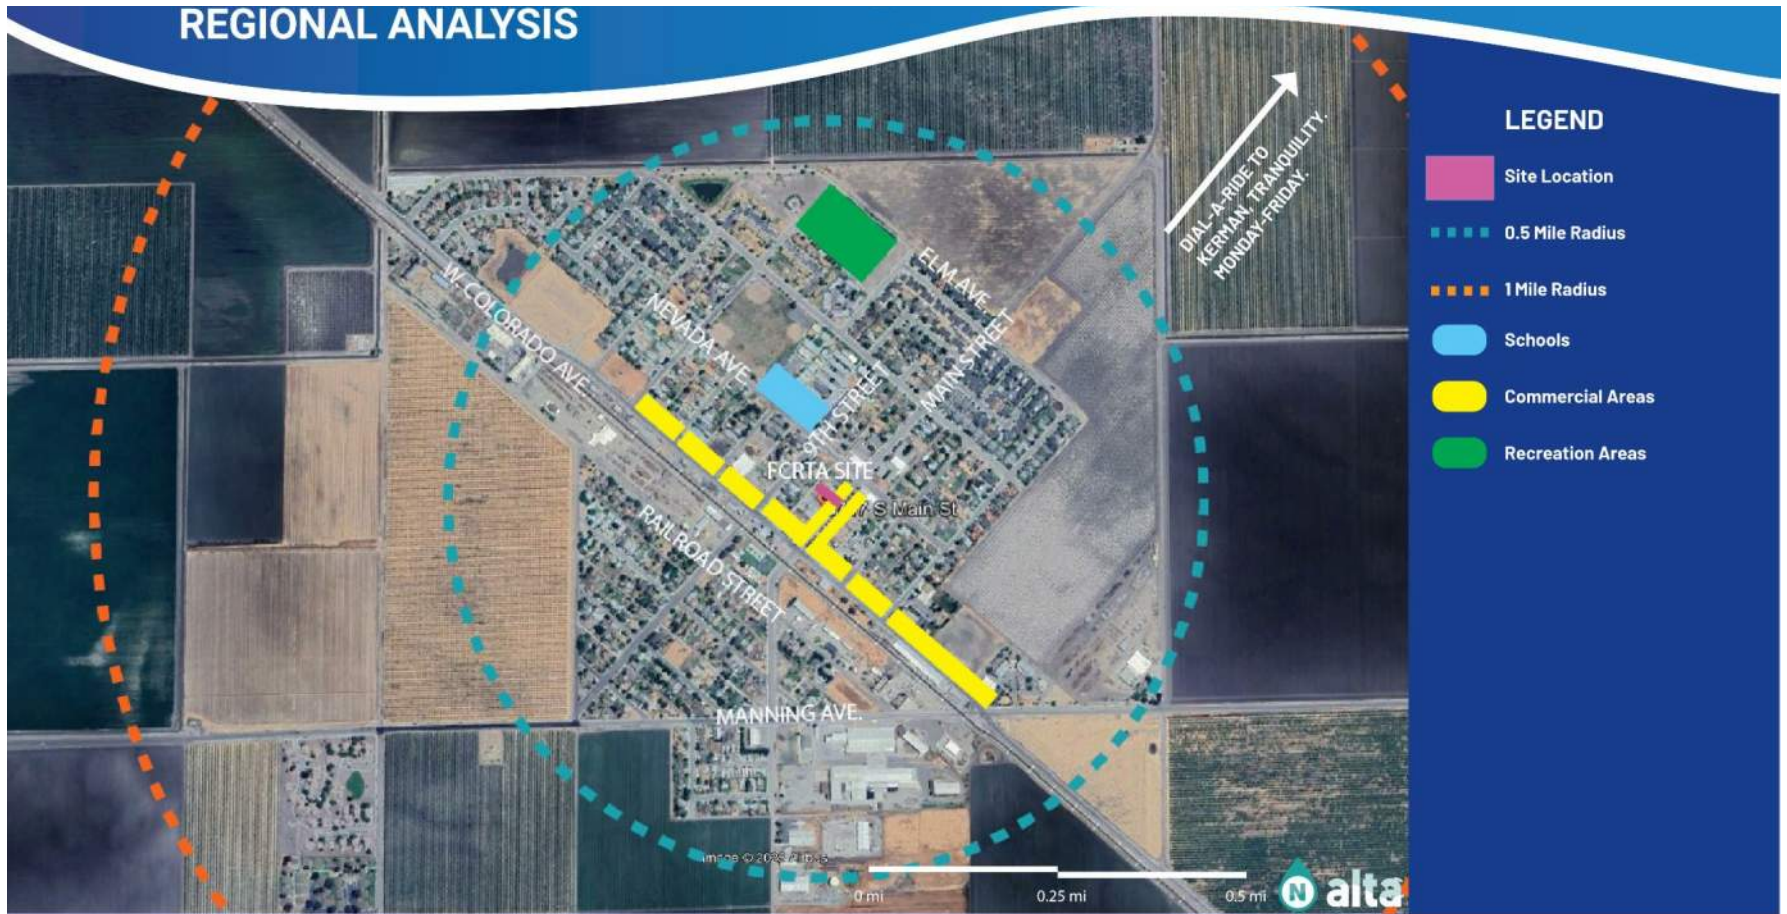 REGIONAL ANALYSIS
LEGEND
Site Location
0.5 Mile Radius
1 Mile Radius
Schools
Commercial Areas
Recreation Areas
DIAL-A-RIDE TO
KERMAN, TRANQUILITY.
MONDAY-FRIDAY.
ELM AVE.
NEVADA AVE.
W. COLORADO AVE.
MAIN STREET
9TH STREET
FCRTA SITE
S Main St
RAILROAD STREET
MANNING AVE.
Image ©
0 mi
0.25 mi
0.5 mi
N
alta